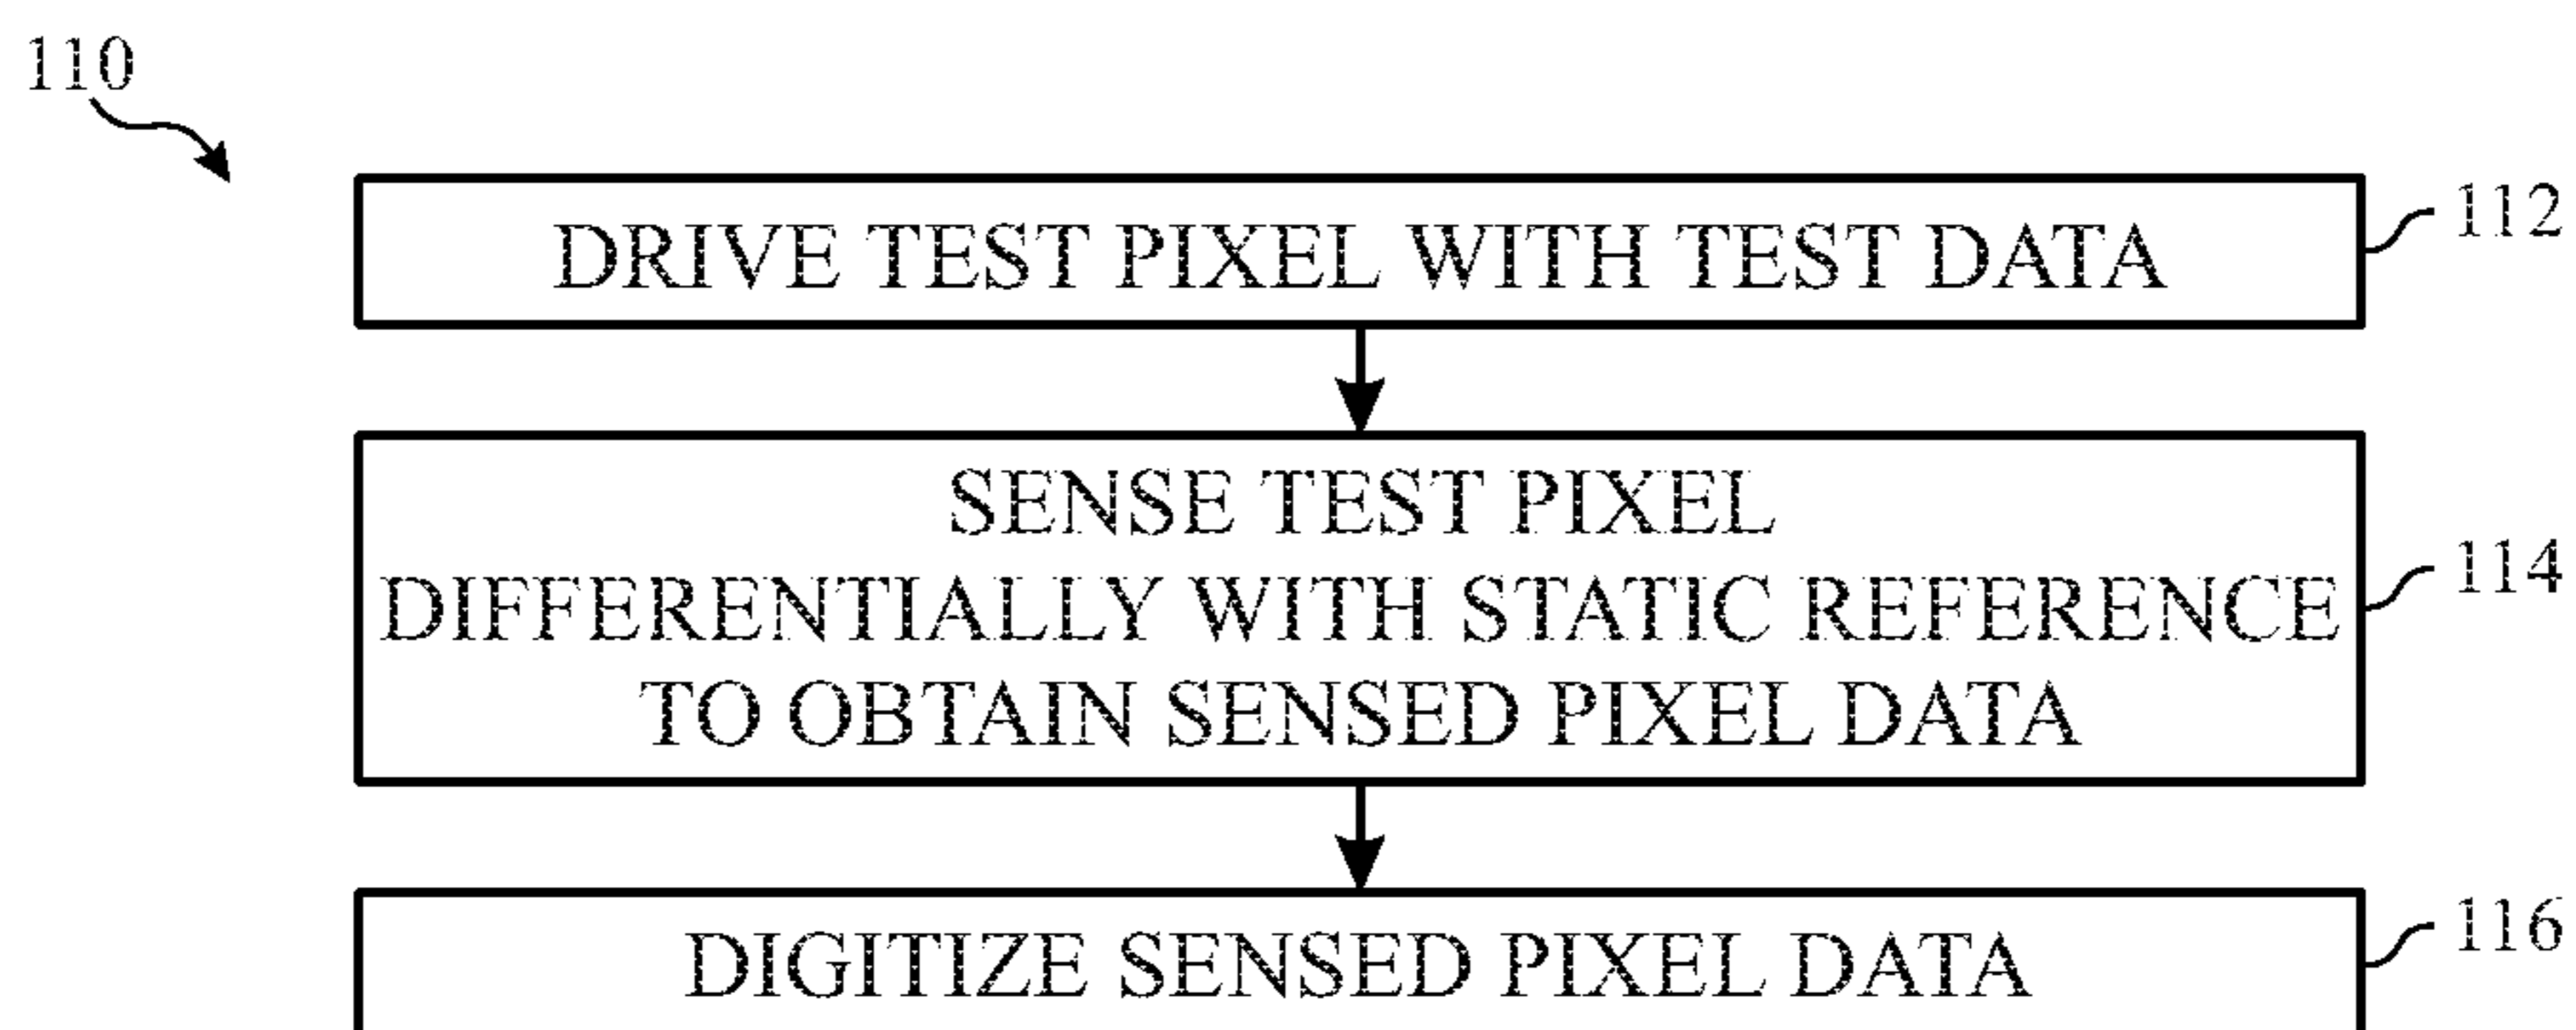 110
DRIVE TEST PIXEL WITH TEST DATA
112
SENSE TEST PIXEL
DIFFERENTIALLY WITH STATIC REFERENCE
TO OBTAIN SENSED PIXEL DATA
114
DIGITIZE SENSED PIXEL DATA
116